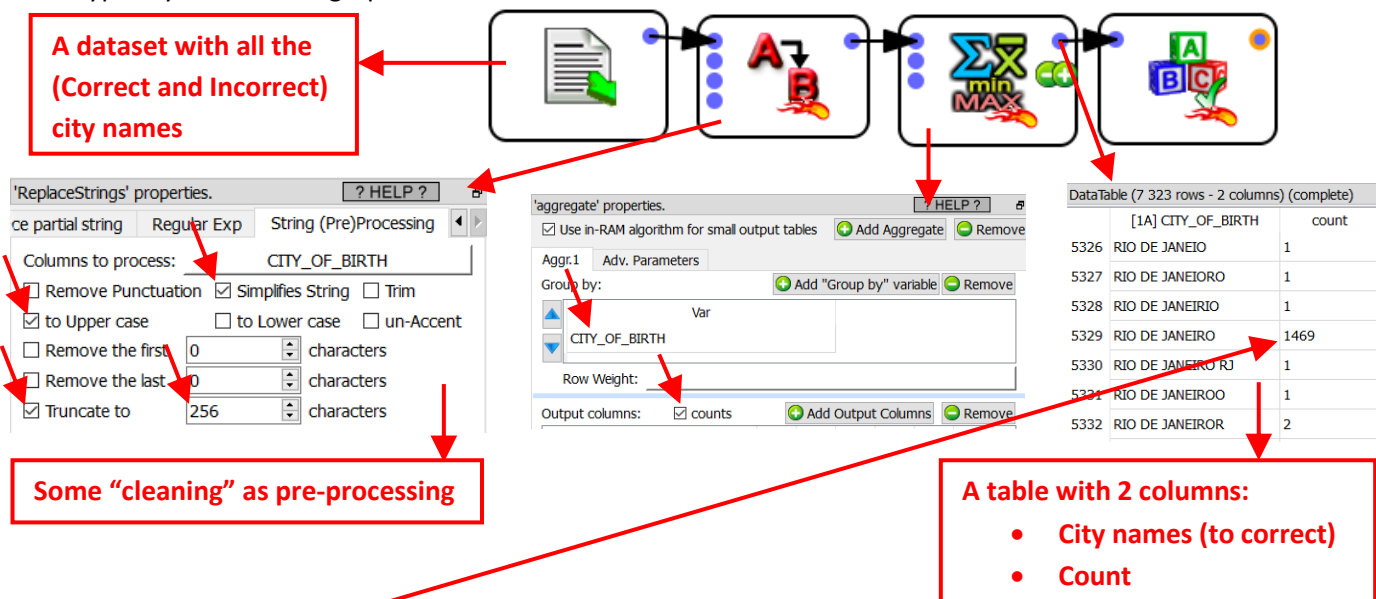 A dataset with all the
(Correct and Incorrect)
city names
A
B
Σx̅
min
MAX
A
B C
'ReplaceStrings' properties.
? HELP ?
ce partial string Regular Exp String (Pre)Processing
Columns to process: CITY_OF_BIRTH
Remove Punctuation Simplifies String Trim
to Upper case to Lower case un-Accent
Remove the first 0 characters
Remove the last 0 characters
Truncate to 256 characters
Some “cleaning” as pre-processing
'aggregate' properties.
? HELP ?
Use in-RAM algorithm for small output tables Add Aggregate Remove
Aggr.1 Adv. Parameters
Group by: Add "Group by" variable Remove
Var
CITY_OF_BIRTH
Row Weight:
Output columns: counts Add Output Columns Remove
DataTable (7 323 rows - 2 columns) (complete)
[1A] CITY_OF_BIRTH count
5326 RIO DE JANEIO 1
5327 RIO DE JANEIORO 1
5328 RIO DE JANEIRIO 1
5329 RIO DE JANEIRO 1469
5330 RIO DE JANEIRO RJ 1
5331 RIO DE JANEIROO 1
5332 RIO DE JANEIROR 2
A table with 2 columns:
• City names (to correct)
• Count